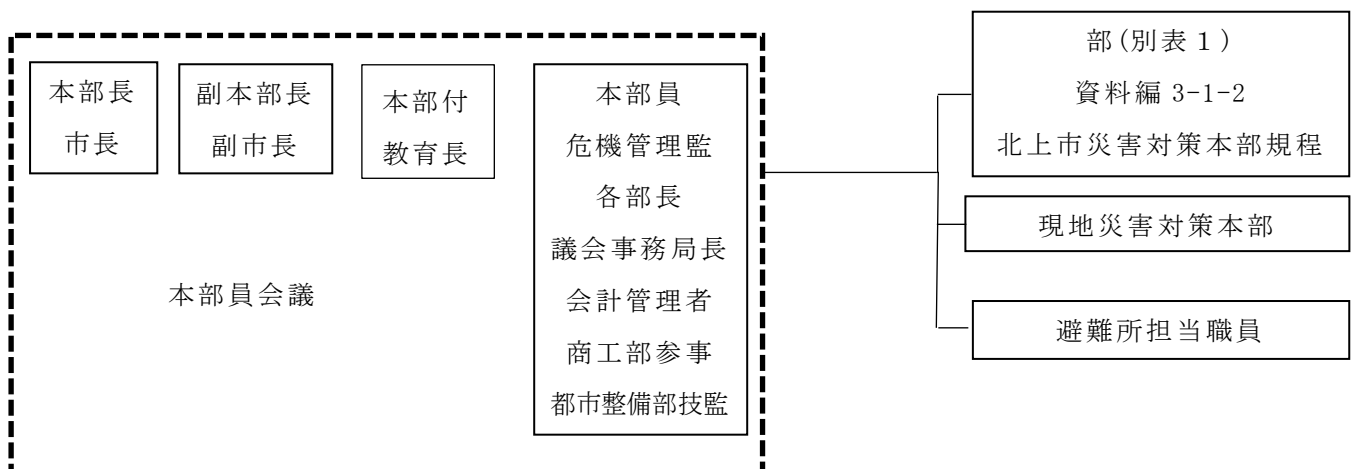 本部長
市長
副本部長
副市長
本部付
教育長
本部員
危機管理監
各部長
議会事務局長
会計管理者
商工部参事
都市整備部技監
本部員会議
部(別表1)
資料編 3-1-2
北上市災害対策本部規程
現地災害対策本部
避難所担当職員